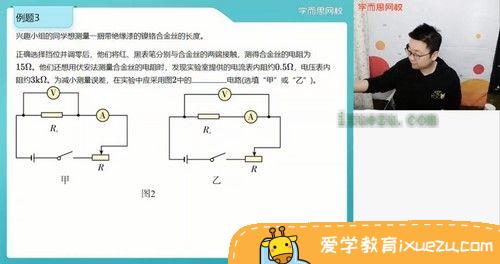 例题3
学而思网校
兴趣小组的同学想测量一捆带绝缘漆的镍铬合金丝的长度。
正确选择挡位并调零后，他们将红、黑表笔分别与合金丝的两端接触，测得合金丝的电阻为
15Ω。他们还想用伏安法测量合金丝的电阻时，发现实验室提供的电流表内阻约0.5Ω，电压表内
阻约3kΩ，为减小测量误差，在实验中应采用图2中的________电路(选填“甲”或“乙”)。
V
A
R
甲
V
A
R
乙
图2
学而思网校
ixuezu.com
爱学教育ixuezu.com